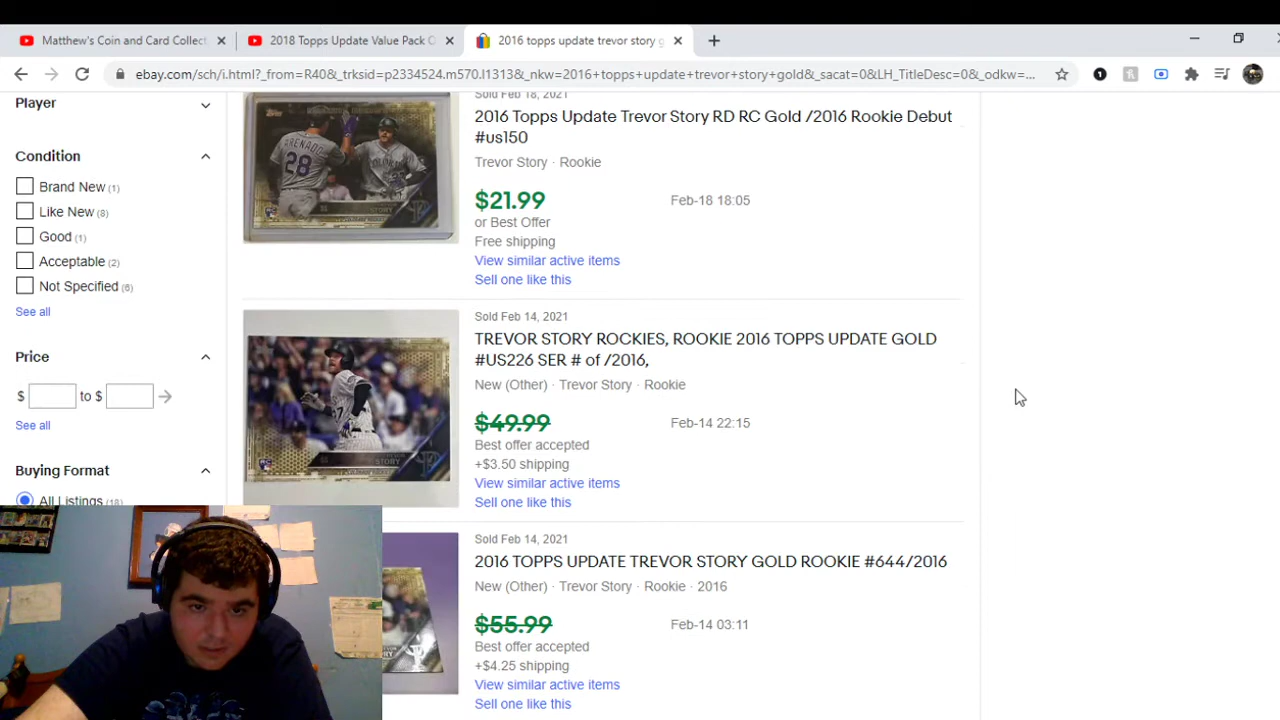 Matthew's Coin and Card Collect
2018 Topps Update Value Pack O
2016 topps update trevor story g
ebay.com/sch/i.html?_from=R40&_trksid=p2334524.m570.l1313&_nkw=2016+topps+update+trevor+story+gold&_sacat=0&LH_TitleDesc=0&_odkw=...
Player
Condition
Brand New (1)
Like New (8)
Good (1)
Acceptable (2)
Not Specified (6)
See all
Price
$ to $
See all
Buying Format
All Listings (18)
Sold Feb 18, 2021
2016 Topps Update Trevor Story RD RC Gold /2016 Rookie Debut
#us150
Trevor Story · Rookie
$21.99
Feb-18 18:05
or Best Offer
Free shipping
View similar active items
Sell one like this
ARENADO
28
STORY
Sold Feb 14, 2021
TREVOR STORY ROCKIES, ROOKIE 2016 TOPPS UPDATE GOLD
#US226 SER # of /2016,
New (Other) · Trevor Story · Rookie
$49.99
Feb-14 22:15
Best offer accepted
+$3.50 shipping
View similar active items
Sell one like this
STORY
Sold Feb 14, 2021
2016 TOPPS UPDATE TREVOR STORY GOLD ROOKIE #644/2016
New (Other) · Trevor Story · Rookie · 2016
$55.99
Feb-14 03:11
Best offer accepted
+$4.25 shipping
View similar active items
Sell one like this